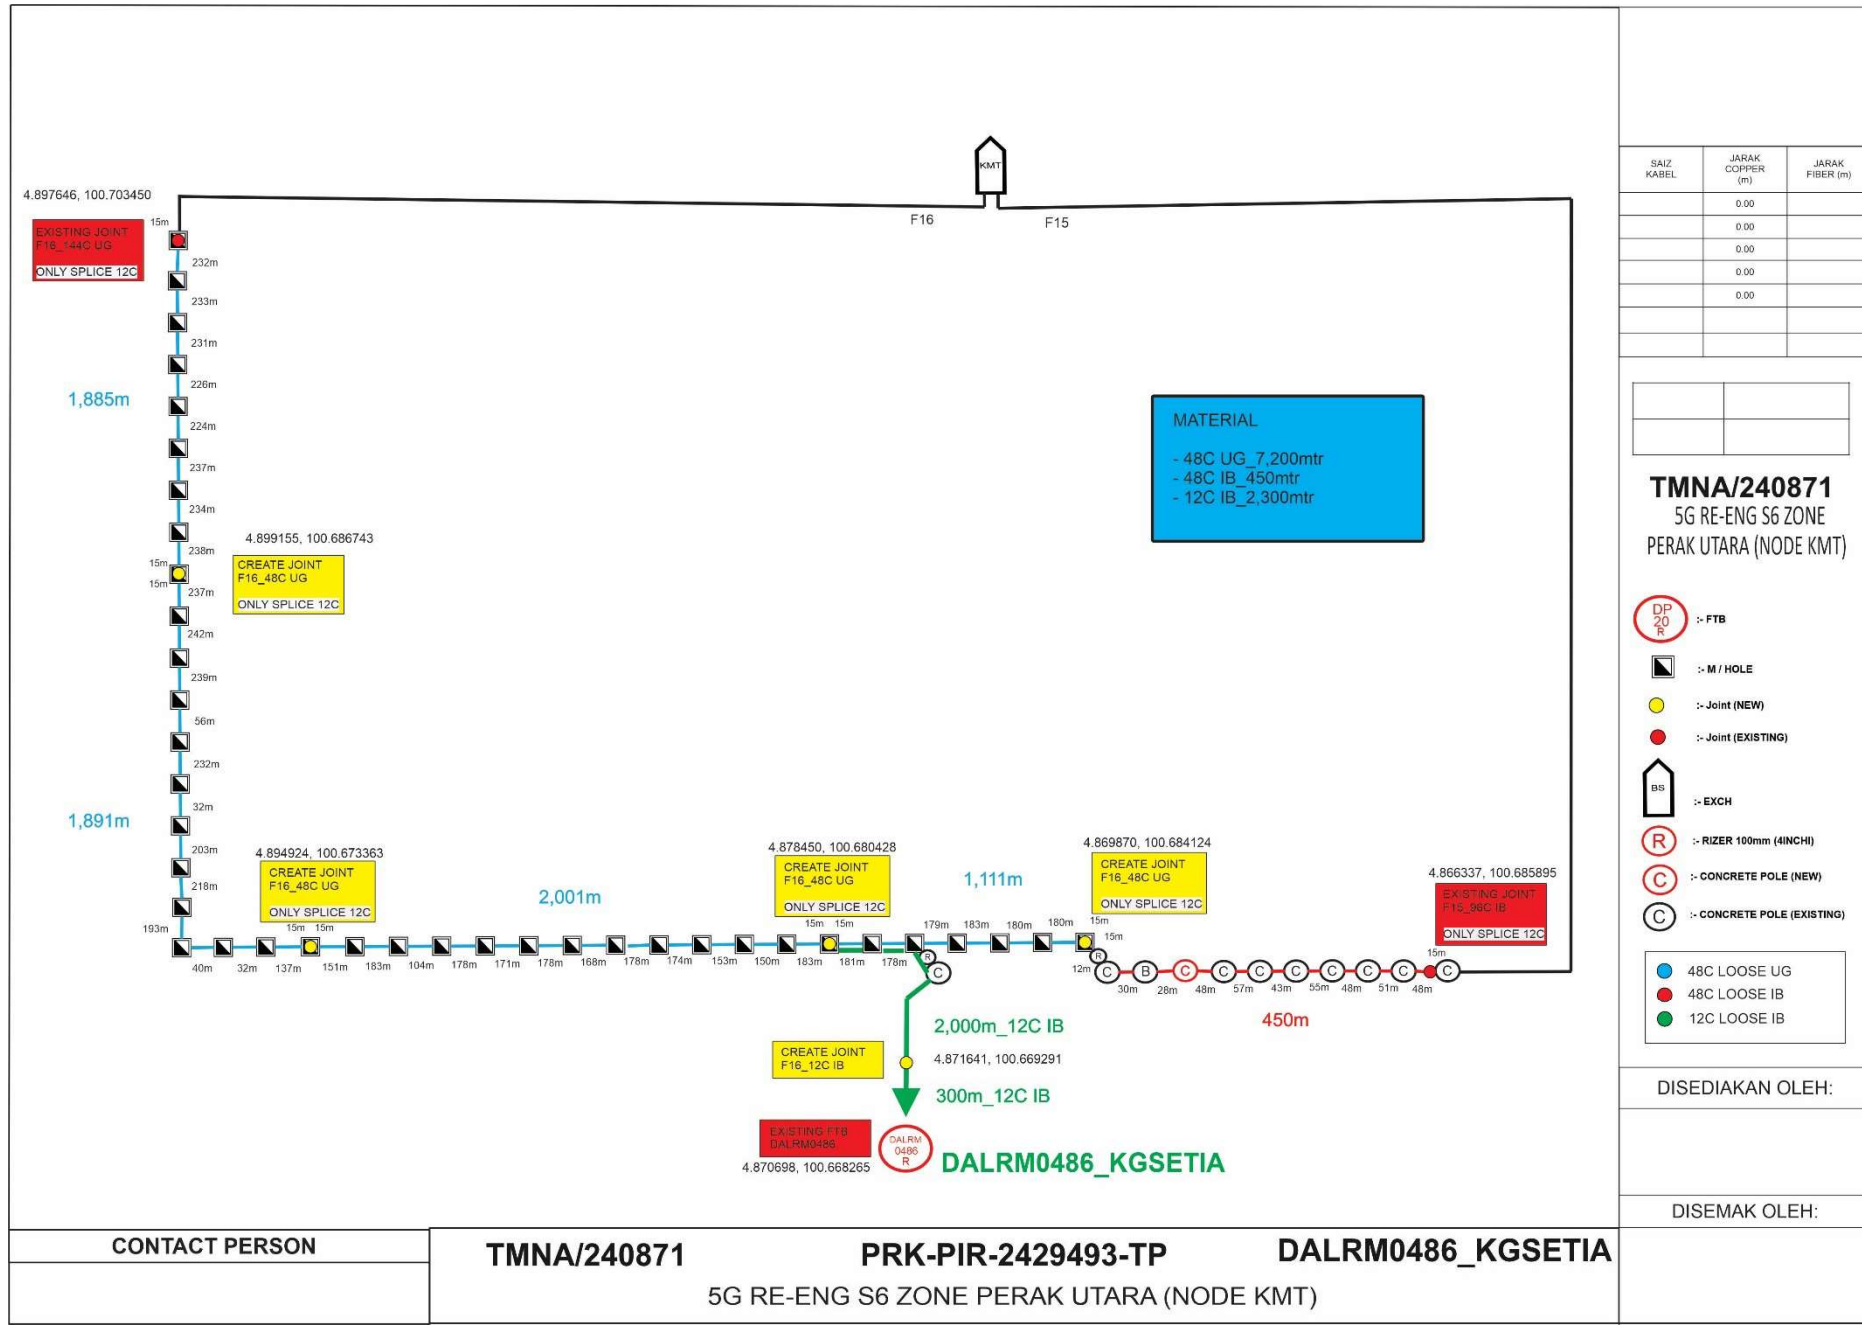 KMT
F16
F15
4.897646, 100.703450
15m
EXISTING JOINT
F16_144C UG
ONLY SPLICE 12C
232m
233m
231m
226m
1,885m
224m
237m
234m
238m
4.899155, 100.686743
15m
15m
CREATE JOINT
F16_48C UG
ONLY SPLICE 12C
237m
242m
239m
56m
232m
32m
1,891m
203m
218m
193m
40m
32m
137m
4.894924, 100.673363
CREATE JOINT
F16_48C UG
ONLY SPLICE 12C
15m 15m
151m
183m
104m
178m
171m
178m
168m
178m
174m
153m
150m
183m
2,001m
4.878450, 100.680428
CREATE JOINT
F16_48C UG
ONLY SPLICE 12C
15m 15m
181m
178m
179m
183m
180m
180m
1,111m
4.869870, 100.684124
CREATE JOINT
F16_48C UG
ONLY SPLICE 12C
15m
15m
R
C
R
12m
C
B
C
C
C
C
C
C
C
C
30m
28m
48m
57m
43m
55m
48m
51m
48m
450m
4.866337, 100.685895
EXISTING JOINT
F15_96C IB
ONLY SPLICE 12C
15m
2,000m_12C IB
CREATE JOINT
F16_12C IB
4.871641, 100.669291
300m_12C IB
EXISTING FTB
DALRM0486
4.870698, 100.668265
DALRM
0486
R
DALRM0486_KGSETIA
MATERIAL
- 48C UG_7,200mtr
- 48C IB_450mtr
- 12C IB_2,300mtr
SAIZ
KABEL
JARAK
COPPER
(m)
JARAK
FIBER (m)
0.00
0.00
0.00
0.00
0.00
TMNA/240871
5G RE-ENG S6 ZONE
PERAK UTARA (NODE KMT)
DP
20
R
:- FTB
:- M / HOLE
:- Joint (NEW)
:- Joint (EXISTING)
BS
:- EXCH
R
:- RIZER 100mm (4INCHI)
C
:- CONCRETE POLE (NEW)
C
:- CONCRETE POLE (EXISTING)
48C LOOSE UG
48C LOOSE IB
12C LOOSE IB
DISEDIAKAN OLEH:
DISEMAK OLEH:
CONTACT PERSON
TMNA/240871
PRK-PIR-2429493-TP
DALRM0486_KGSETIA
5G RE-ENG S6 ZONE PERAK UTARA (NODE KMT)